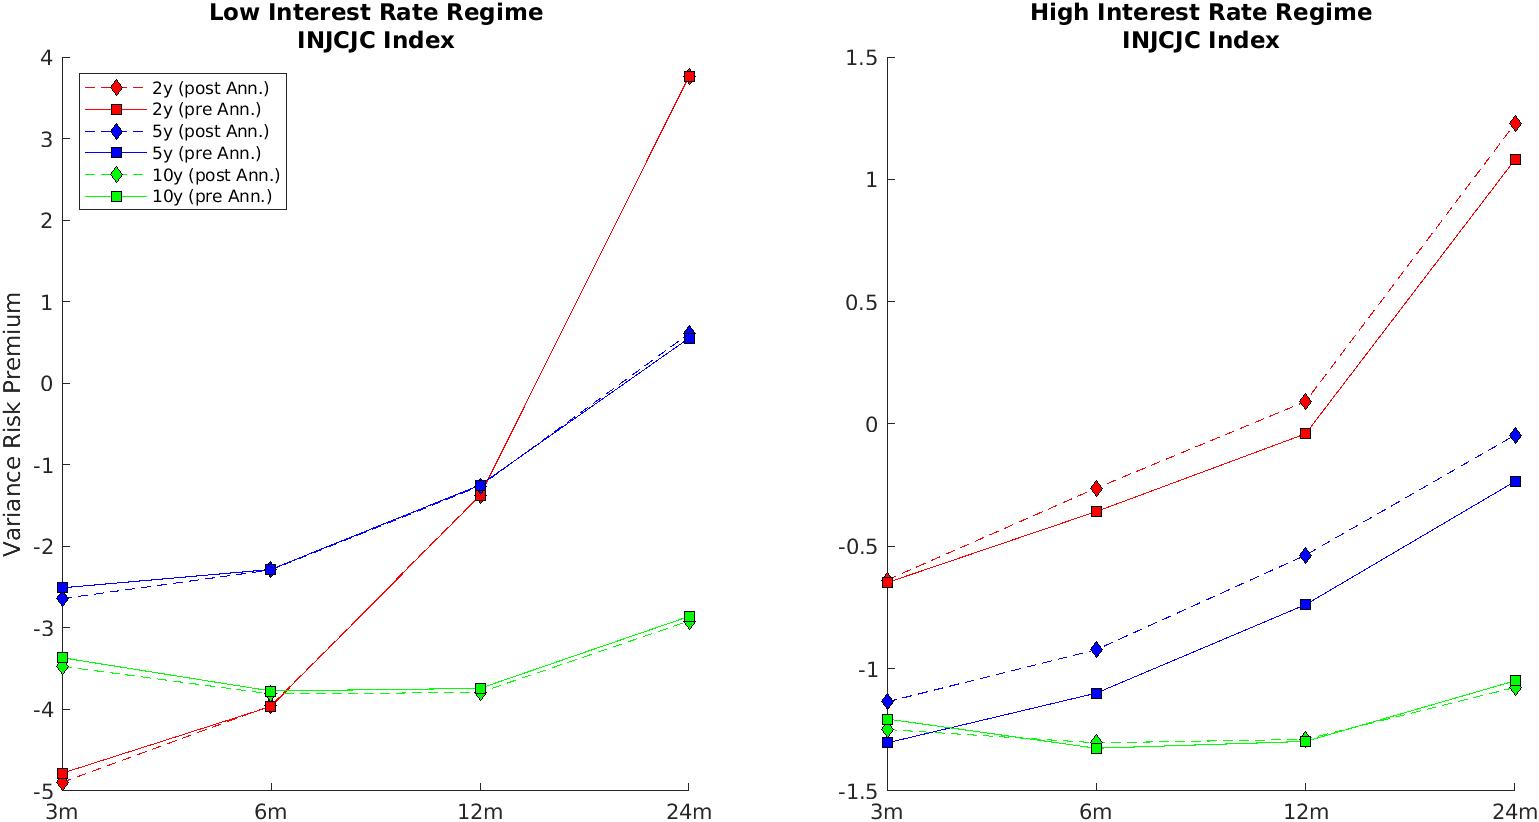 Low Interest Rate Regime
INJCJC Index
4
3
2
1
0
-1
-2
-3
-4
-5
Variance Risk Premium
3m
6m
12m
24m
2y (post Ann.)
2y (pre Ann.)
5y (post Ann.)
5y (pre Ann.)
10y (post Ann.)
10y (pre Ann.)
High Interest Rate Regime
INJCJC Index
1.5
1
0.5
0
-0.5
-1
-1.5
3m
6m
12m
24m